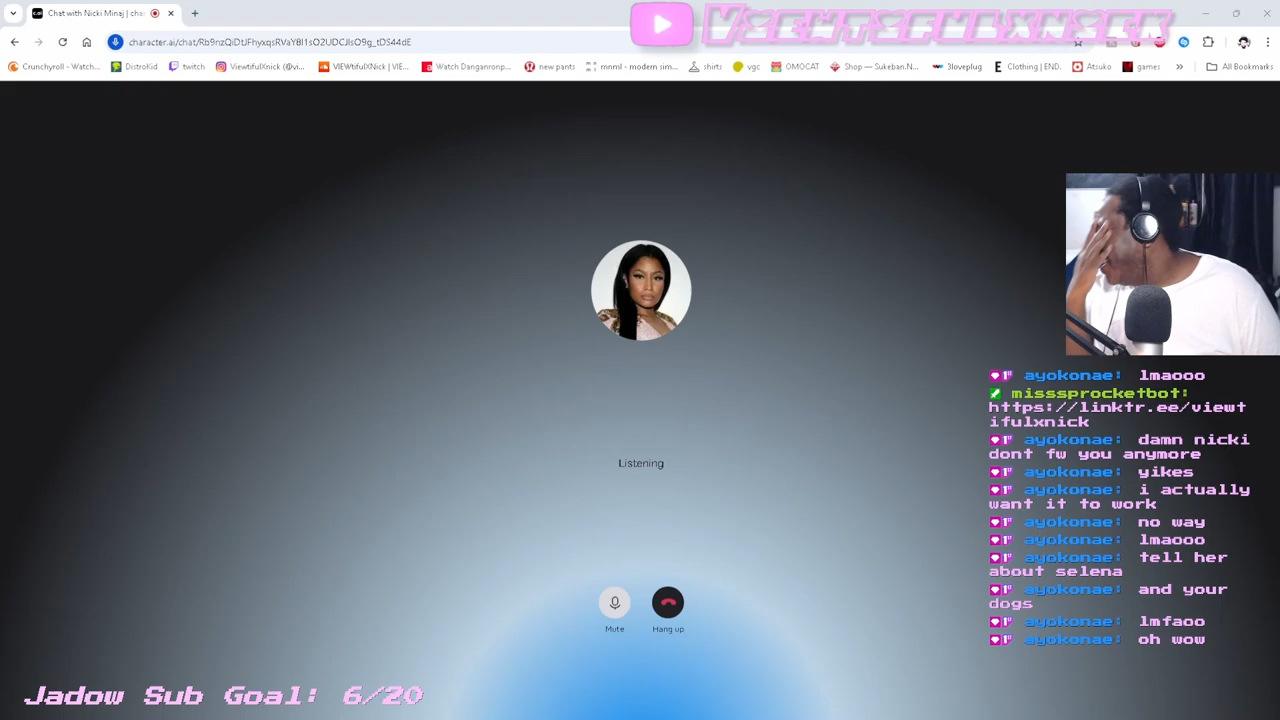 Chat with Nicki Minaj | cha
character.ai/chat/Rb9nzQiDtJFhyxqsRVaY8I1sO2UDCJIsO9g_tDS44dE
VIEWTIFULXNICK
Crunchyroll - Watch...
DistroKid
twitch
ViewtifulXNick (@vi...
VIEWtifulXNICK | VIE...
Watch Danganronp...
new pants
mnml - modern sim...
shirts
vgc
OMOCAT
Shop — Sukeban.N...
3loveplug
Clothing | END.
Atsuko
games
All Bookmarks
Listening
Mute
Hang up
ayokonae: lmaooo
misssprocketbot:
https://linktr.ee/viewt
ifulxnick
ayokonae: damn nicki
dont fw you anymore
ayokonae: yikes
ayokonae: i actually
want it to work
ayokonae: no way
ayokonae: lmaooo
ayokonae: tell her
about selena
ayokonae: and your
dogs
ayokonae: lmfaoo
ayokonae: oh wow
Jadow Sub Goal: 6/20